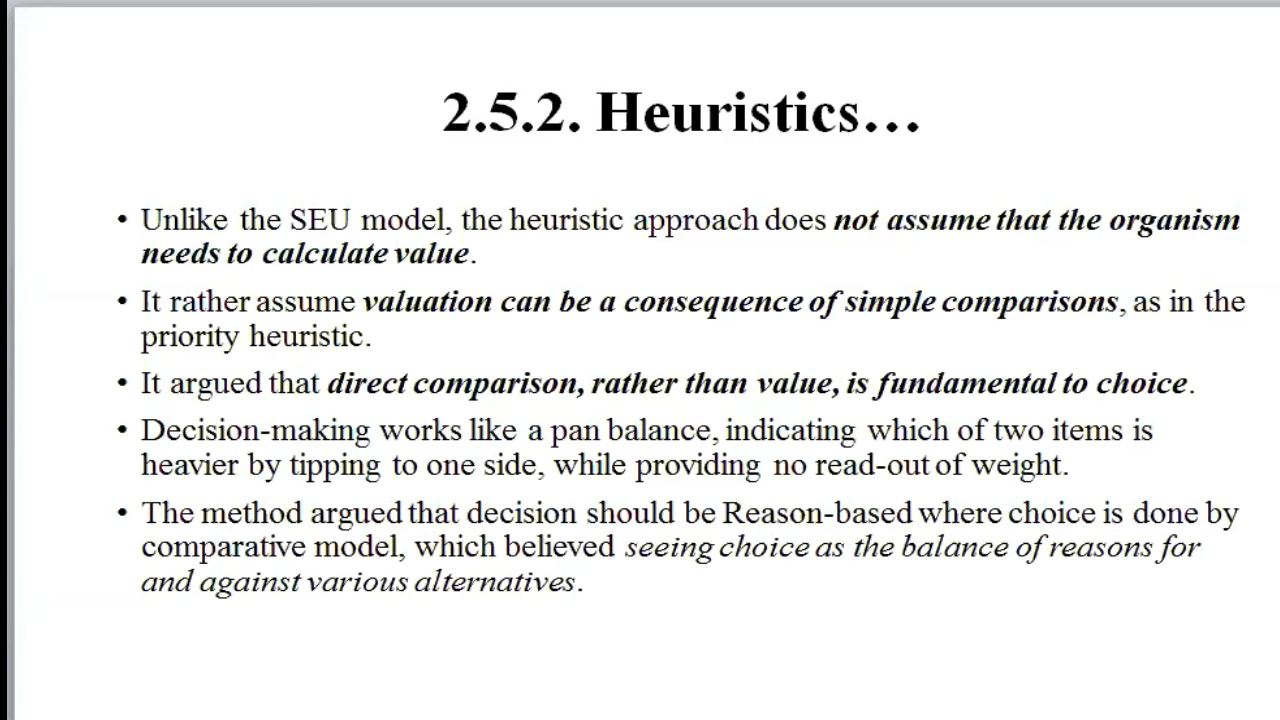 2.5.2. Heuristics…
• Unlike the SEU model, the heuristic approach does not assume that the organism
needs to calculate value.
• It rather assume valuation can be a consequence of simple comparisons, as in the
priority heuristic.
• It argued that direct comparison, rather than value, is fundamental to choice.
• Decision-making works like a pan balance, indicating which of two items is
heavier by tipping to one side, while providing no read-out of weight.
• The method argued that decision should be Reason-based where choice is done by
comparative model, which believed seeing choice as the balance of reasons for
and against various alternatives.